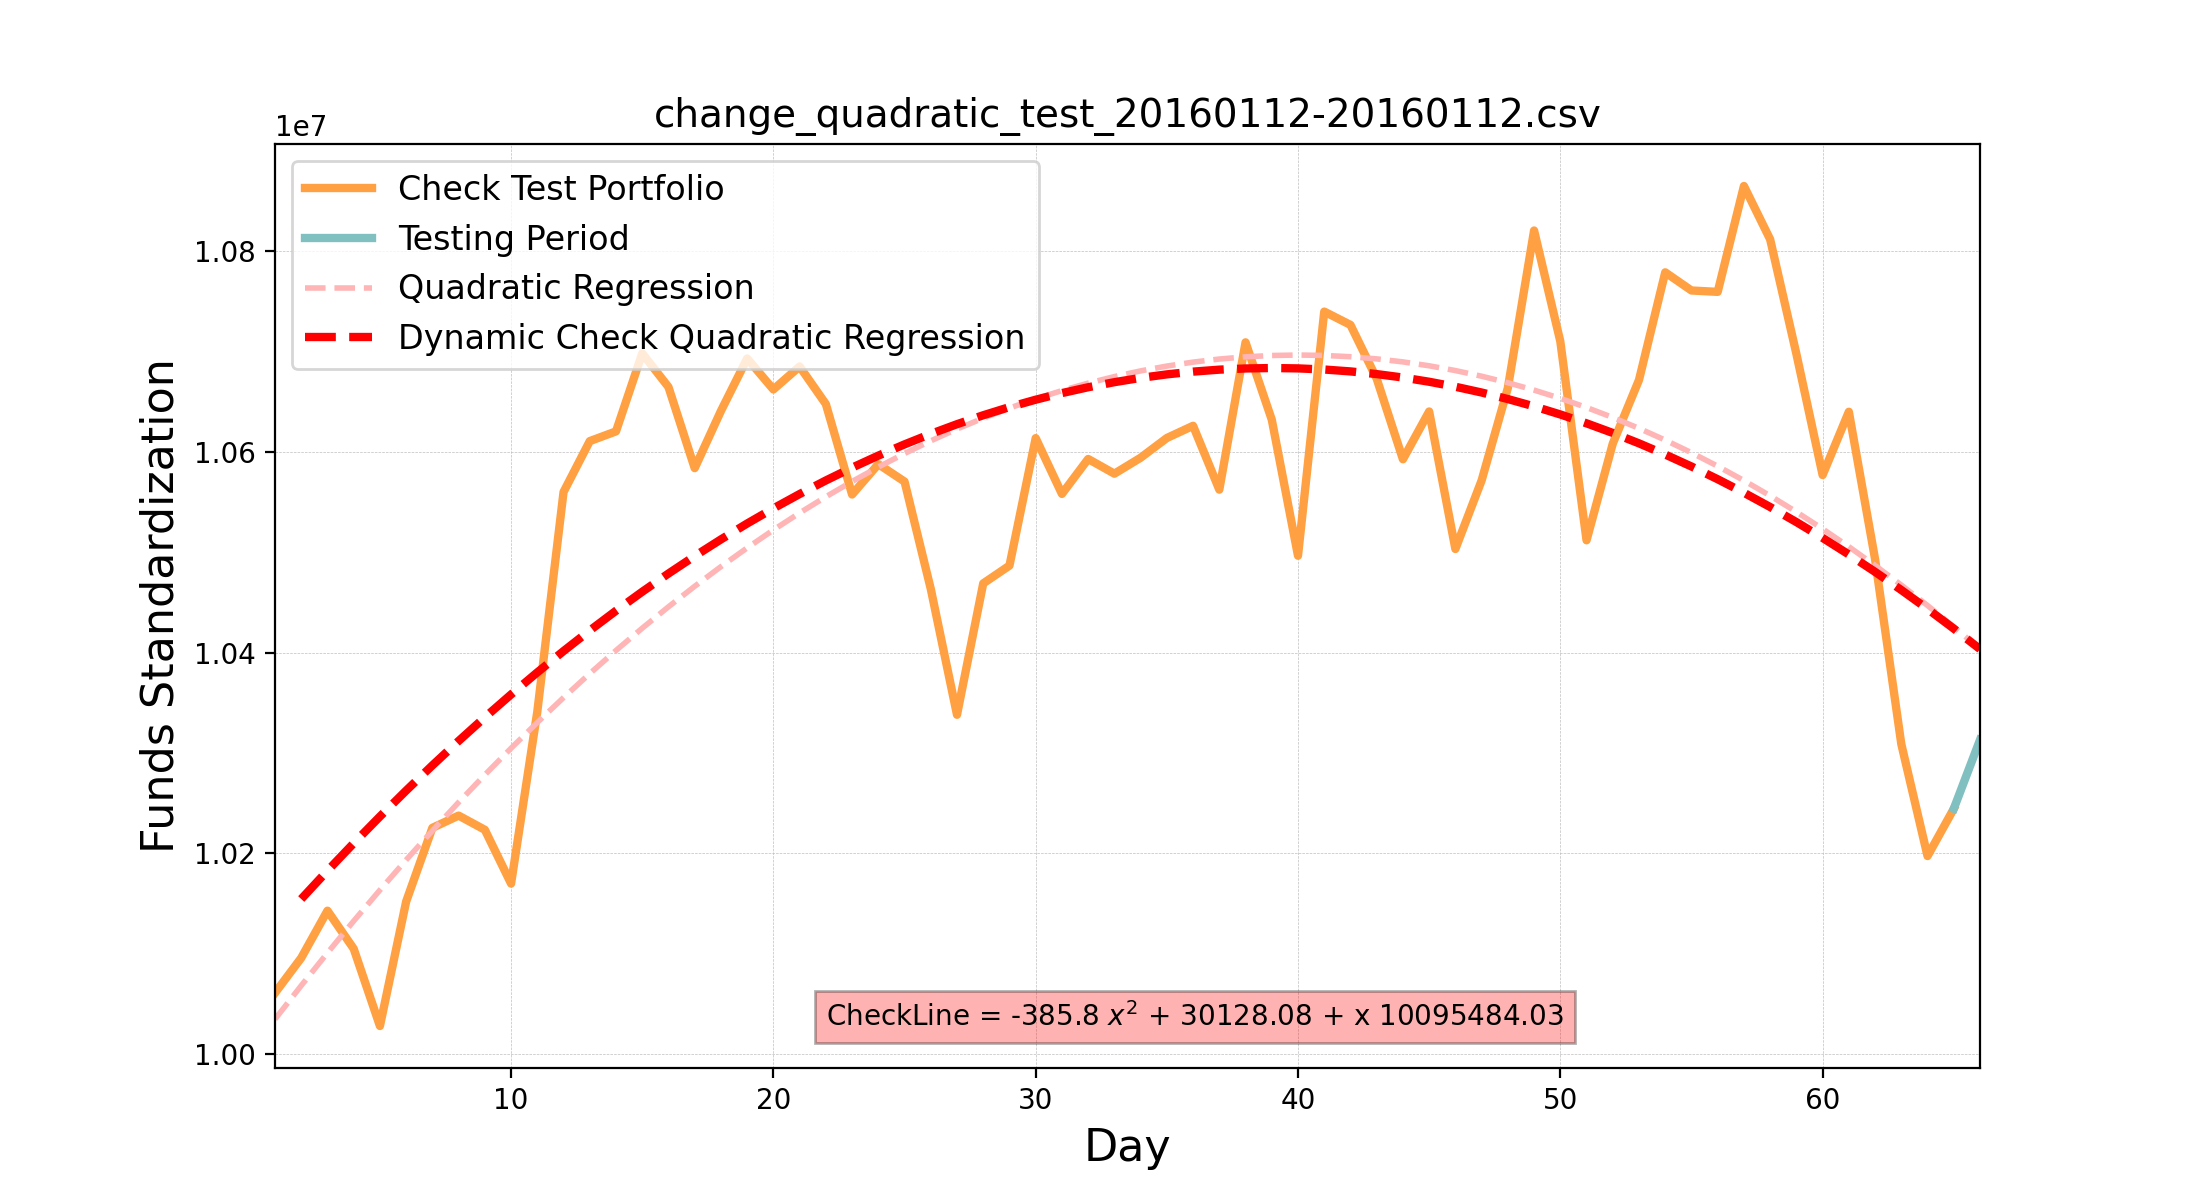 change_quadratic_test_20160112-20160112.csv
1e7
Check Test Portfolio
Testing Period
Quadratic Regression
Dynamic Check Quadratic Regression
1.08
1.06
1.04
1.02
1.00
Funds Standardization
CheckLine = -385.8 x² + 30128.08 + x 10095484.03
10 20 30 40 50 60
Day